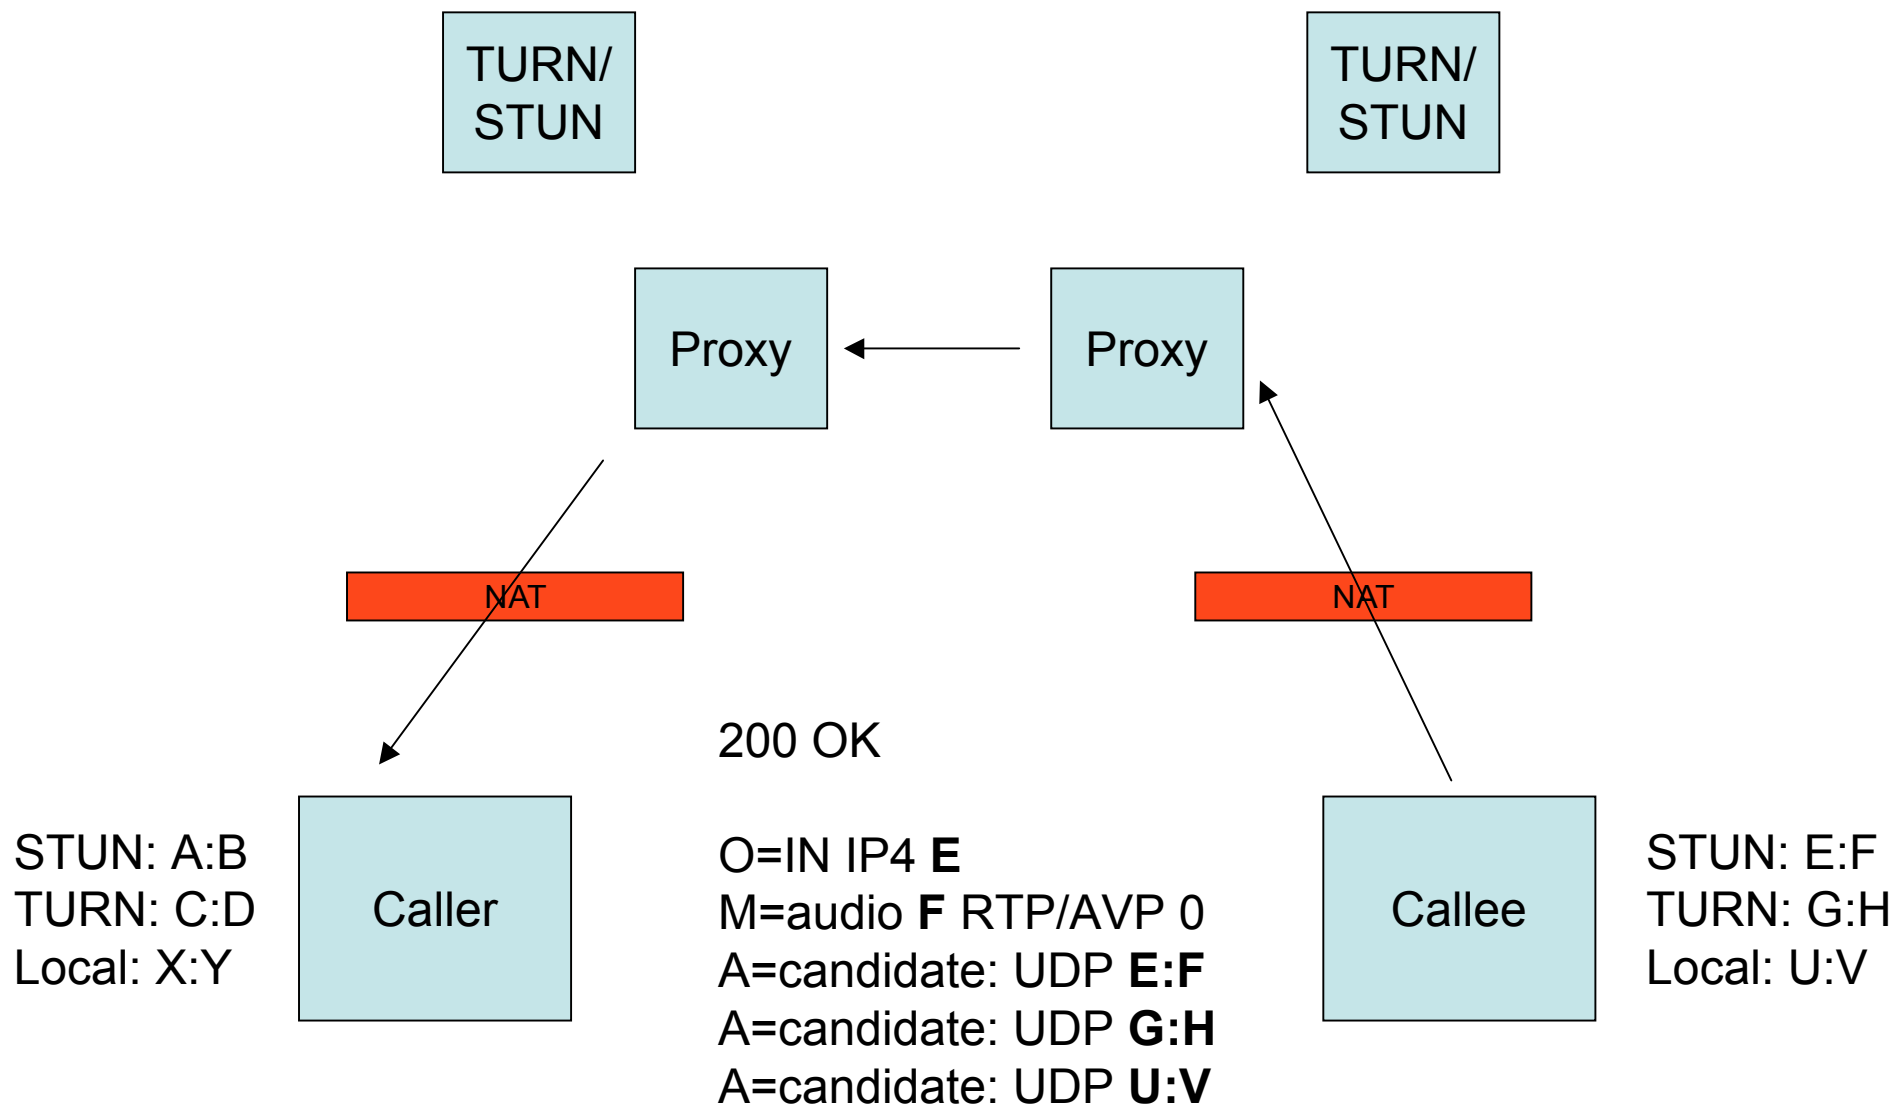 TURN/
STUN
TURN/
STUN
Proxy
Proxy
NAT
NAT
200 OK
STUN: A:B
TURN: C:D
Local: X:Y
Caller
O=IN IP4 E
M=audio F RTP/AVP 0
A=candidate: UDP E:F
A=candidate: UDP G:H
A=candidate: UDP U:V
Callee
STUN: E:F
TURN: G:H
Local: U:V